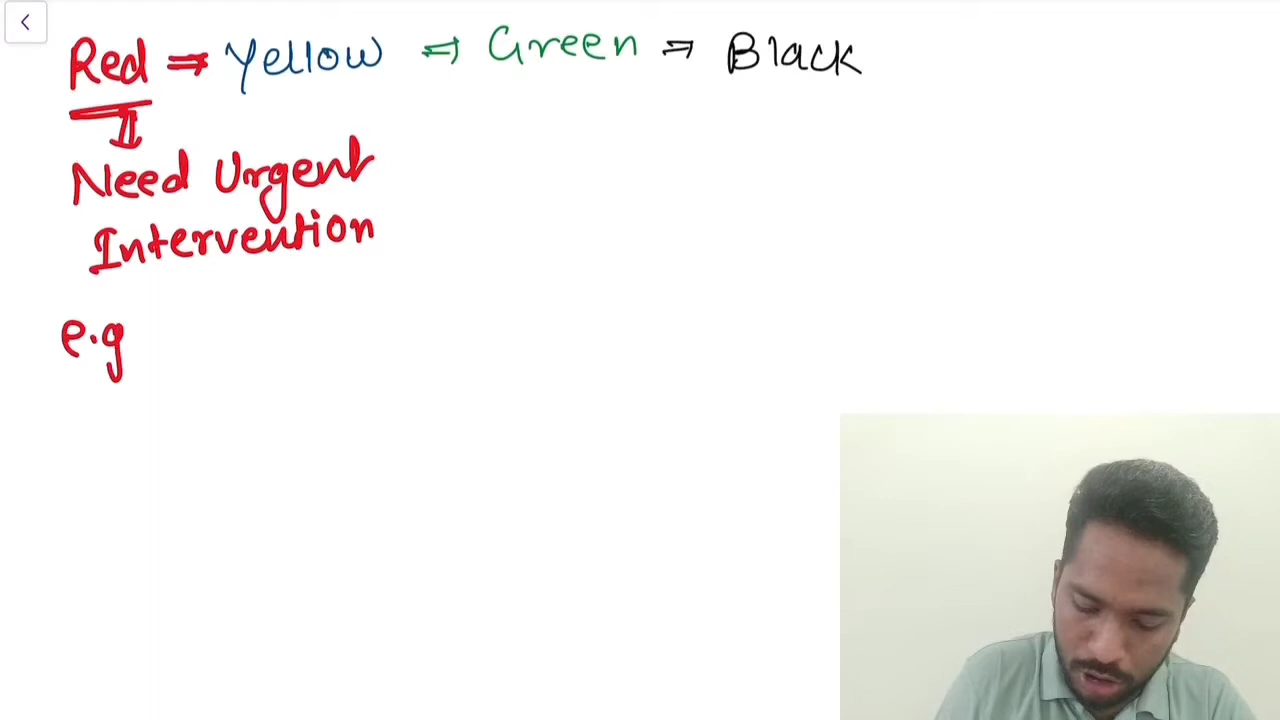 Red ⇒ Yellow ⇒ Green ⇒ Black
Need Urgent
Intervention
e.g